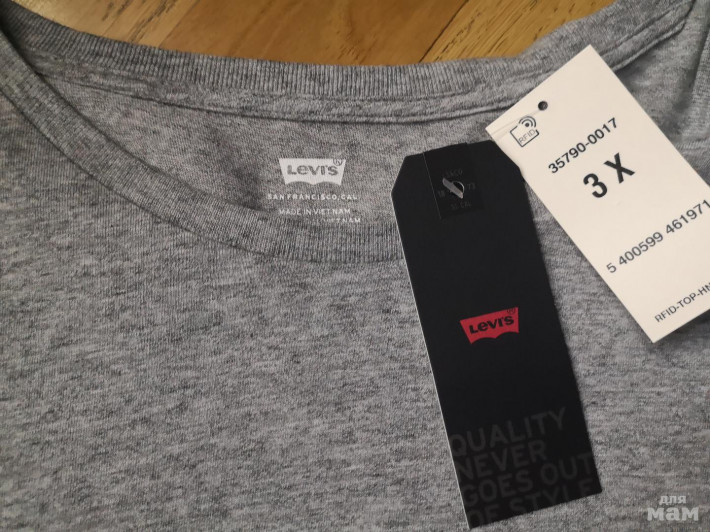 LEVI'S
SAN FRANCISCO, CAL.
MADE IN VIETNAM
LEVI'S
QUALITY
NEVER
GOES OUT
OF STYLE
RFID
35790-0017
3 X
5 400599 461971
RFID-TOP-HN
для
мам